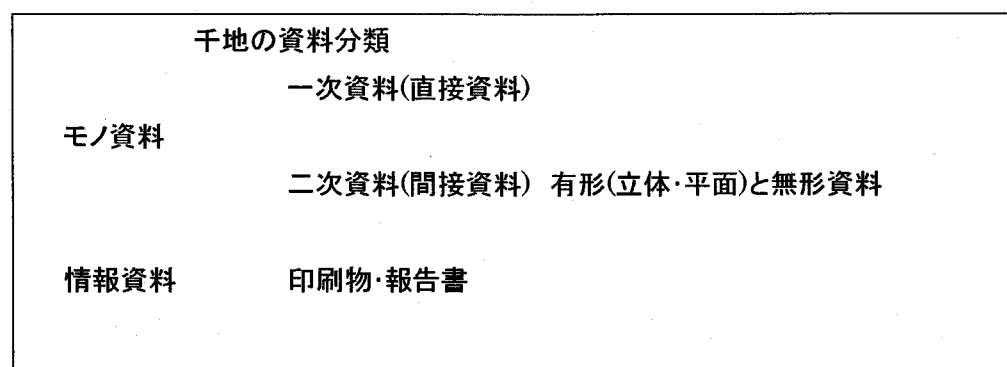 千地の資料分類
一次資料(直接資料)
モノ資料
二次資料(間接資料) 有形(立体･平面)と無形資料
情報資料 印刷物･報告書